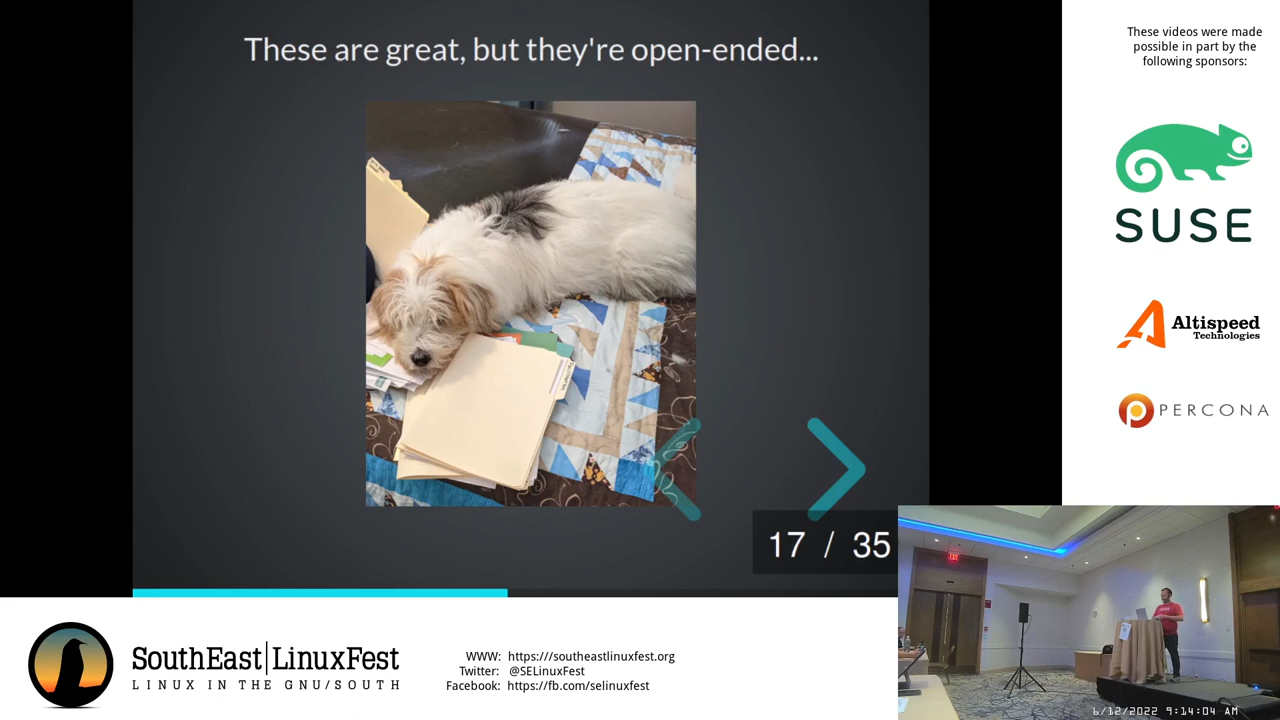 These are great, but they're open-ended...
17 / 35
These videos were made
possible in part by the
following sponsors:
SUSE
Altispeed
Technologies
PERCONA
SouthEast LinuxFest
LINUX IN THE GNU/SOUTH
WWW: https://southeastlinuxfest.org
Twitter: @SELinuxFest
Facebook: https://fb.com/selinuxfest
EXIT
6/12/2022 9:14:04 AM